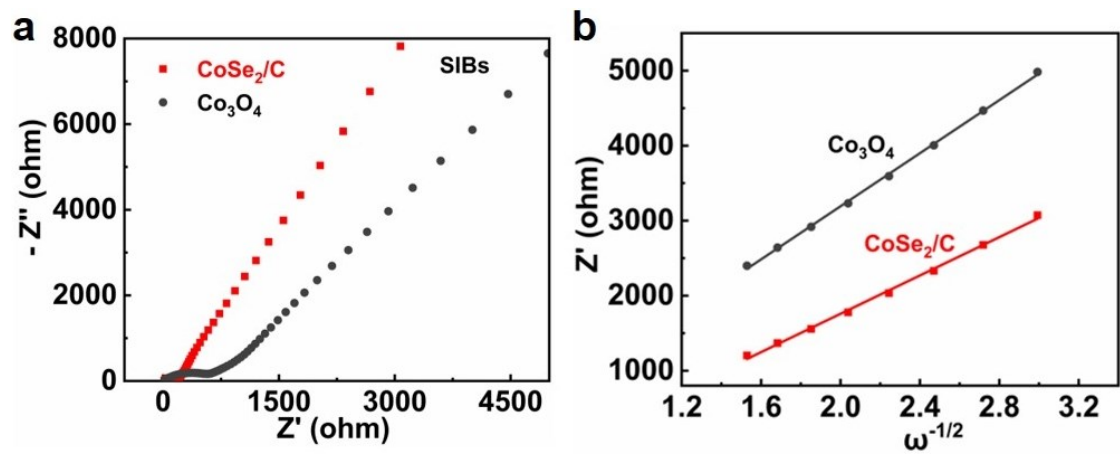 a
8000
6000
4000
2000
0
- Z'' (ohm)
CoSe₂/C
Co₃O₄
SIBs
0 1500 3000 4500
Z' (ohm)
b
5000
4000
3000
2000
1000
Z' (ohm)
Co₃O₄
CoSe₂/C
1.2 1.6 2.0 2.4 2.8 3.2
ω⁻¹/²